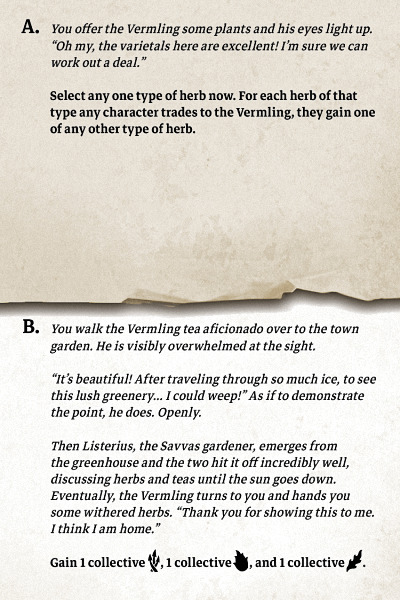 A. You offer the Vermling some plants and his eyes light up.
“Oh my, the varietals here are excellent! I’m sure we can
work out a deal.”
Select any one type of herb now. For each herb of that
type any character trades to the Vermling, they gain one
of any other type of herb.
B. You walk the Vermling tea aficionado over to the town
garden. He is visibly overwhelmed at the sight.
“It’s beautiful! After traveling through so much ice, to see
this lush greenery... I could weep!” As if to demonstrate
the point, he does. Openly.
Then Listerius, the Savvas gardener, emerges from
the greenhouse and the two hit it off incredibly well,
discussing herbs and teas until the sun goes down.
Eventually, the Vermling turns to you and hands you
some withered herbs. “Thank you for showing this to me.
I think I am home.”
Gain 1 collective , 1 collective , and 1 collective .